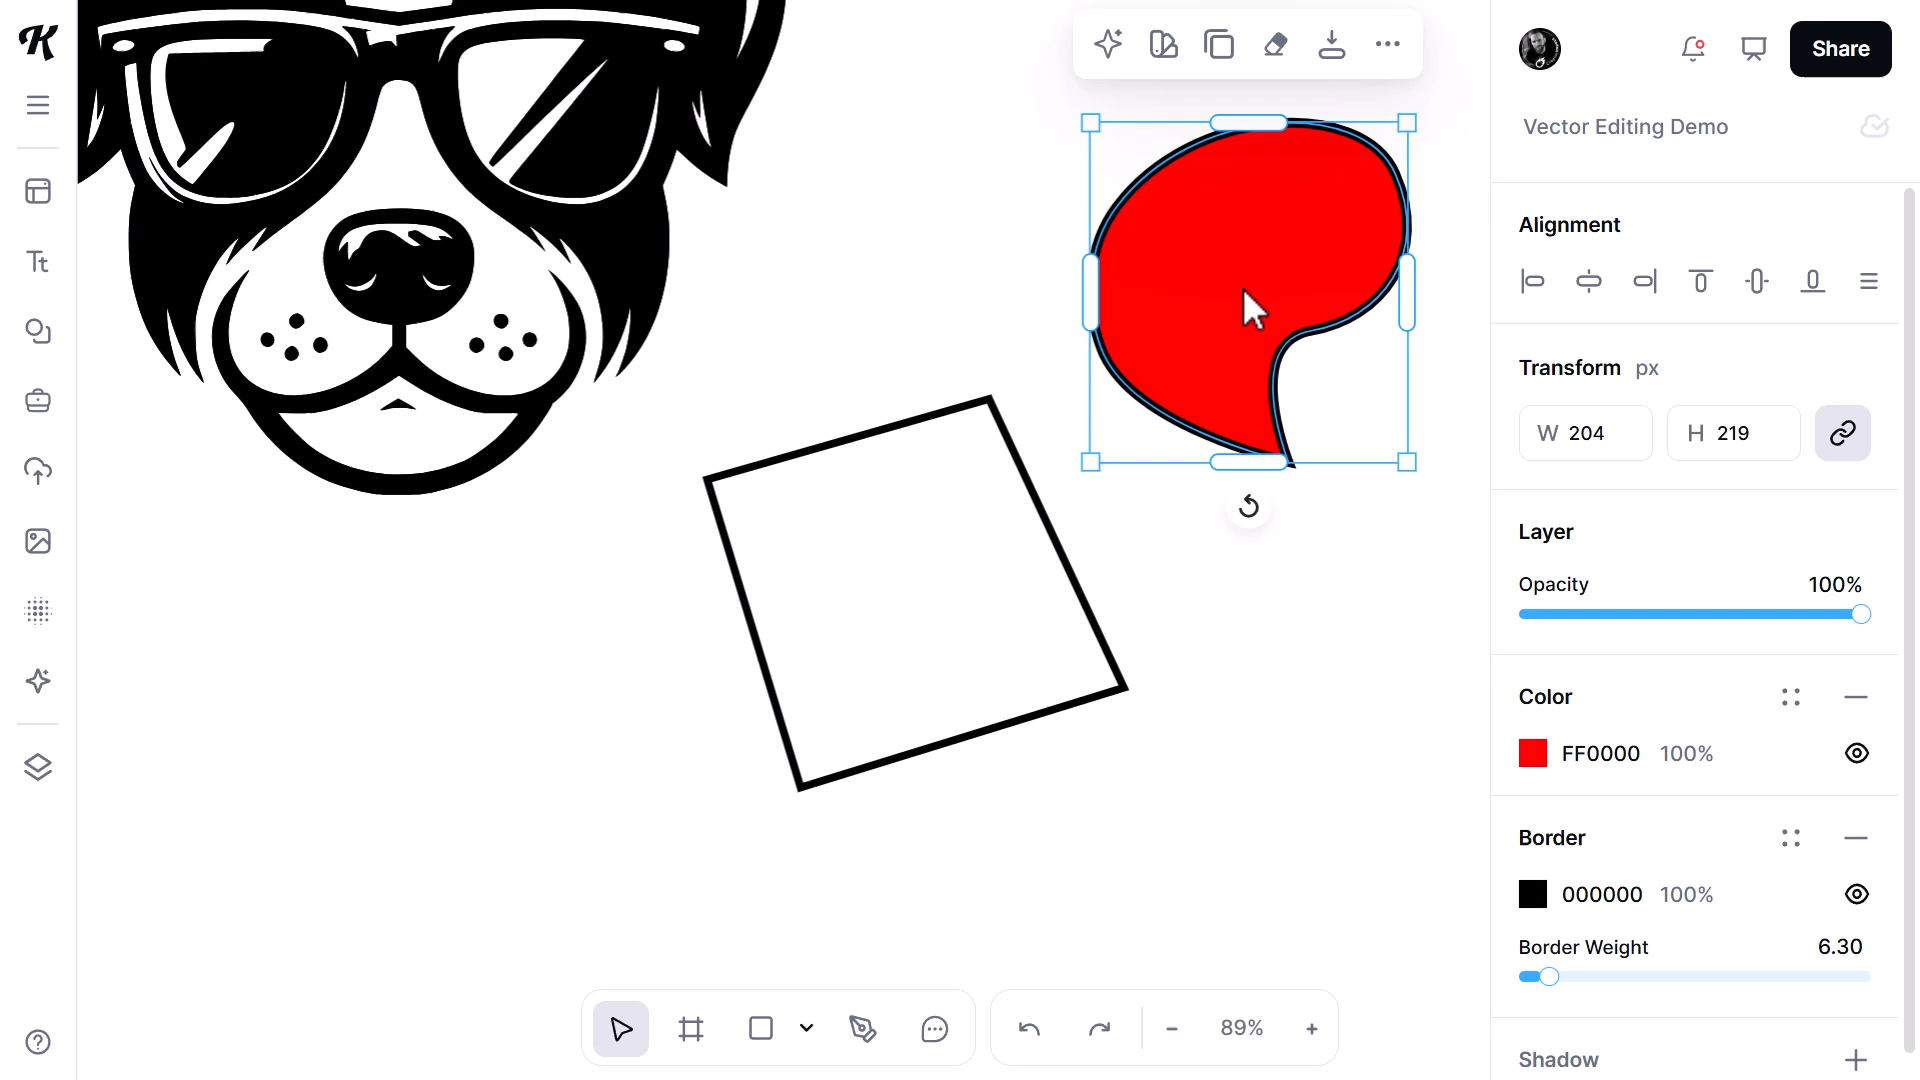 Share
Vector Editing Demo
Alignment
Transform px
W 204 H 219
Layer
Opacity 100%
Color
FF0000 100%
Border
000000 100%
Border Weight 6.30
Shadow
89%
K
Tt